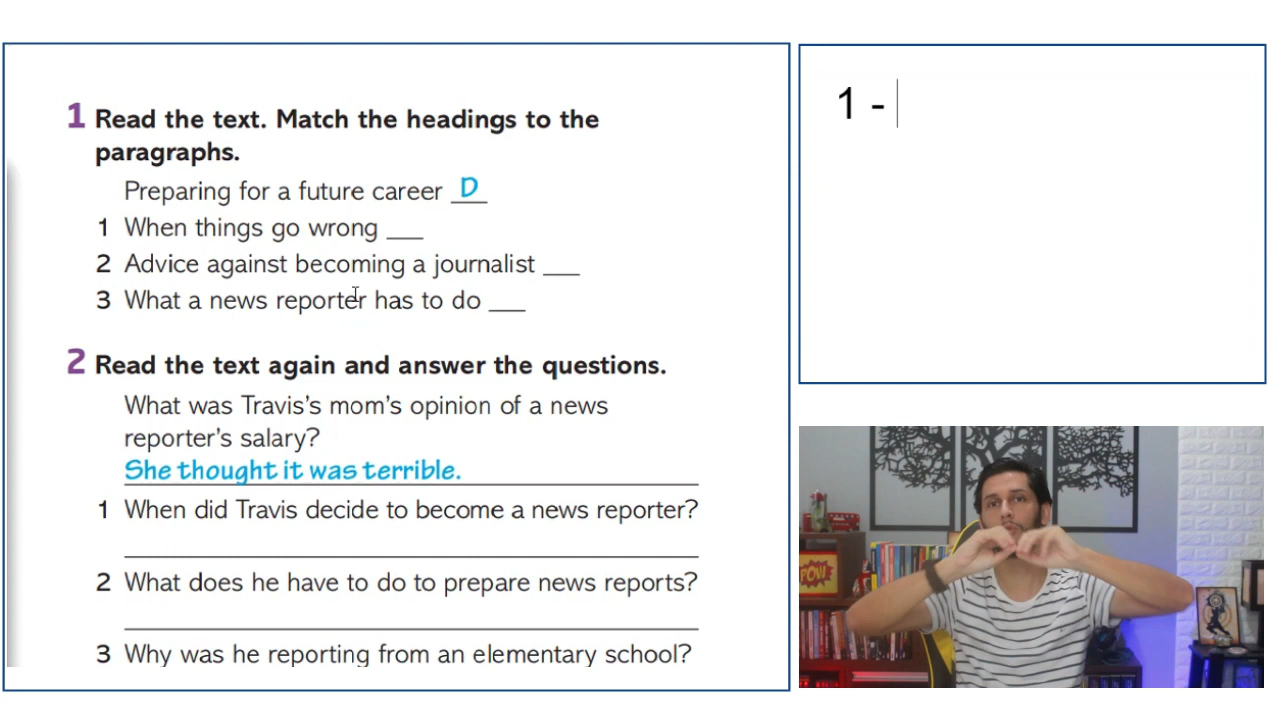 1 Read the text. Match the headings to the
paragraphs.
Preparing for a future career D
1 When things go wrong ___
2 Advice against becoming a journalist ___
3 What a news reporter has to do ___
2 Read the text again and answer the questions.
What was Travis's mom's opinion of a news
reporter's salary?
She thought it was terrible.
1 When did Travis decide to become a news reporter?
2 What does he have to do to prepare news reports?
3 Why was he reporting from an elementary school?
1 -
POW